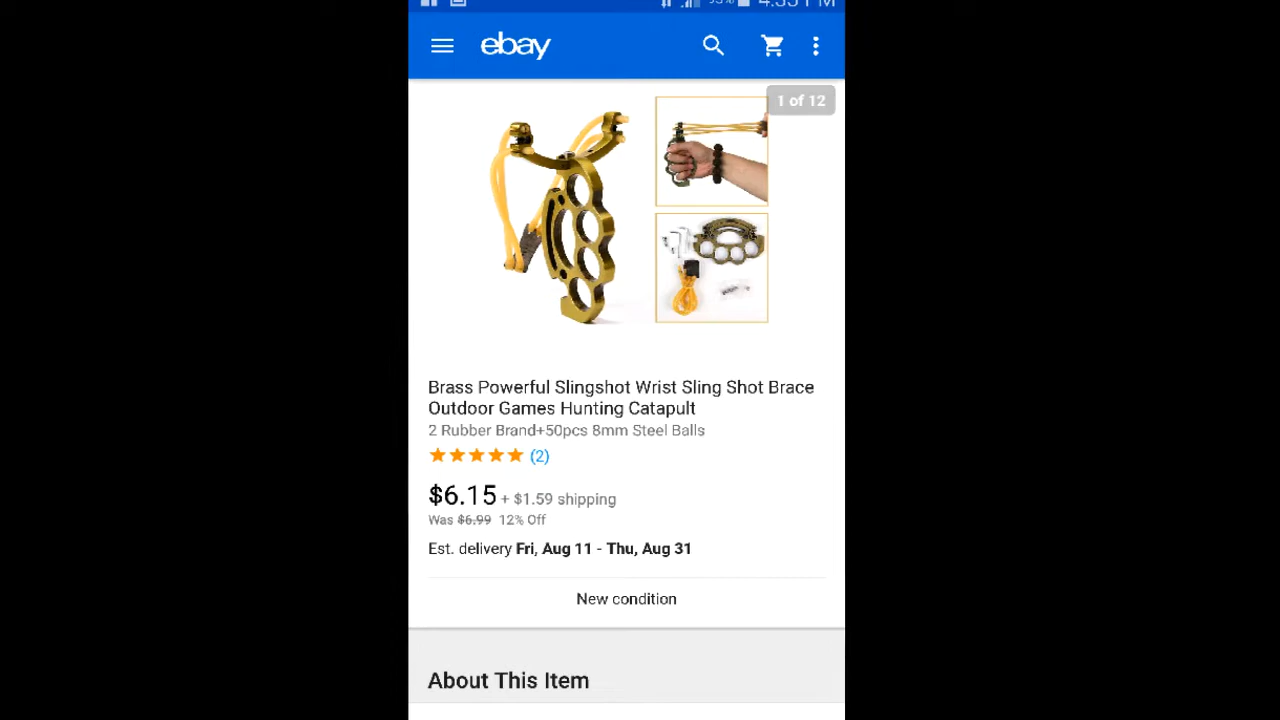 ebay
1 of 12
Brass Powerful Slingshot Wrist Sling Shot Brace
Outdoor Games Hunting Catapult
2 Rubber Brand+50pcs 8mm Steel Balls
(2)
$6.15 + $1.59 shipping
Was $6.99 12% Off
Est. delivery Fri, Aug 11 - Thu, Aug 31
New condition
About This Item